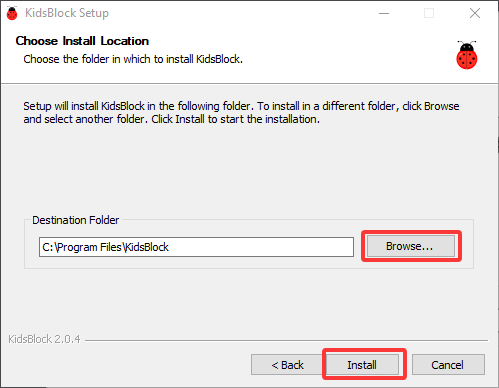 KidsBlock Setup
Choose Install Location
Choose the folder in which to install KidsBlock.
Setup will install KidsBlock in the following folder. To install in a different folder, click Browse
and select another folder. Click Install to start the installation.
Destination Folder
C:\Program Files\KidsBlock
Browse...
KidsBlock 2.0.4
< Back
Install
Cancel